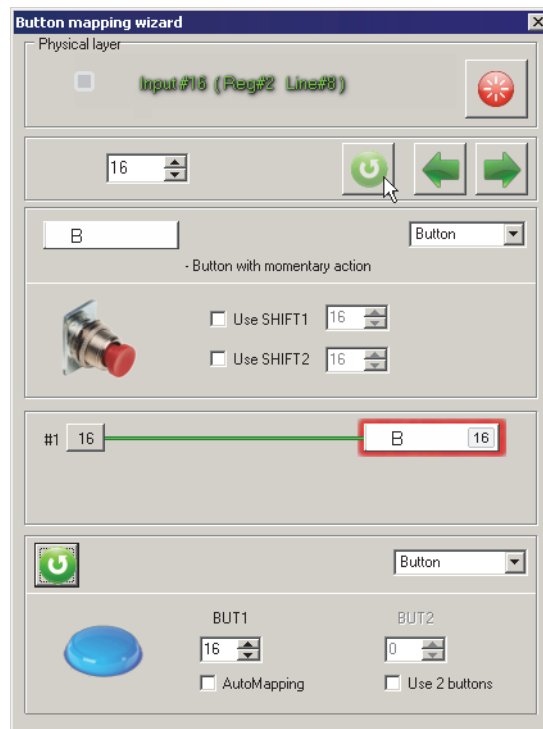 Button mapping wizard
Physical layer
Input#16 (Reg#2 Line#8)
16
B
Button
- Button with momentary action
Use SHIFT1 16
Use SHIFT2 16
#1 16 B 16
Button
BUT1 BUT2
16 0
AutoMapping Use 2 buttons